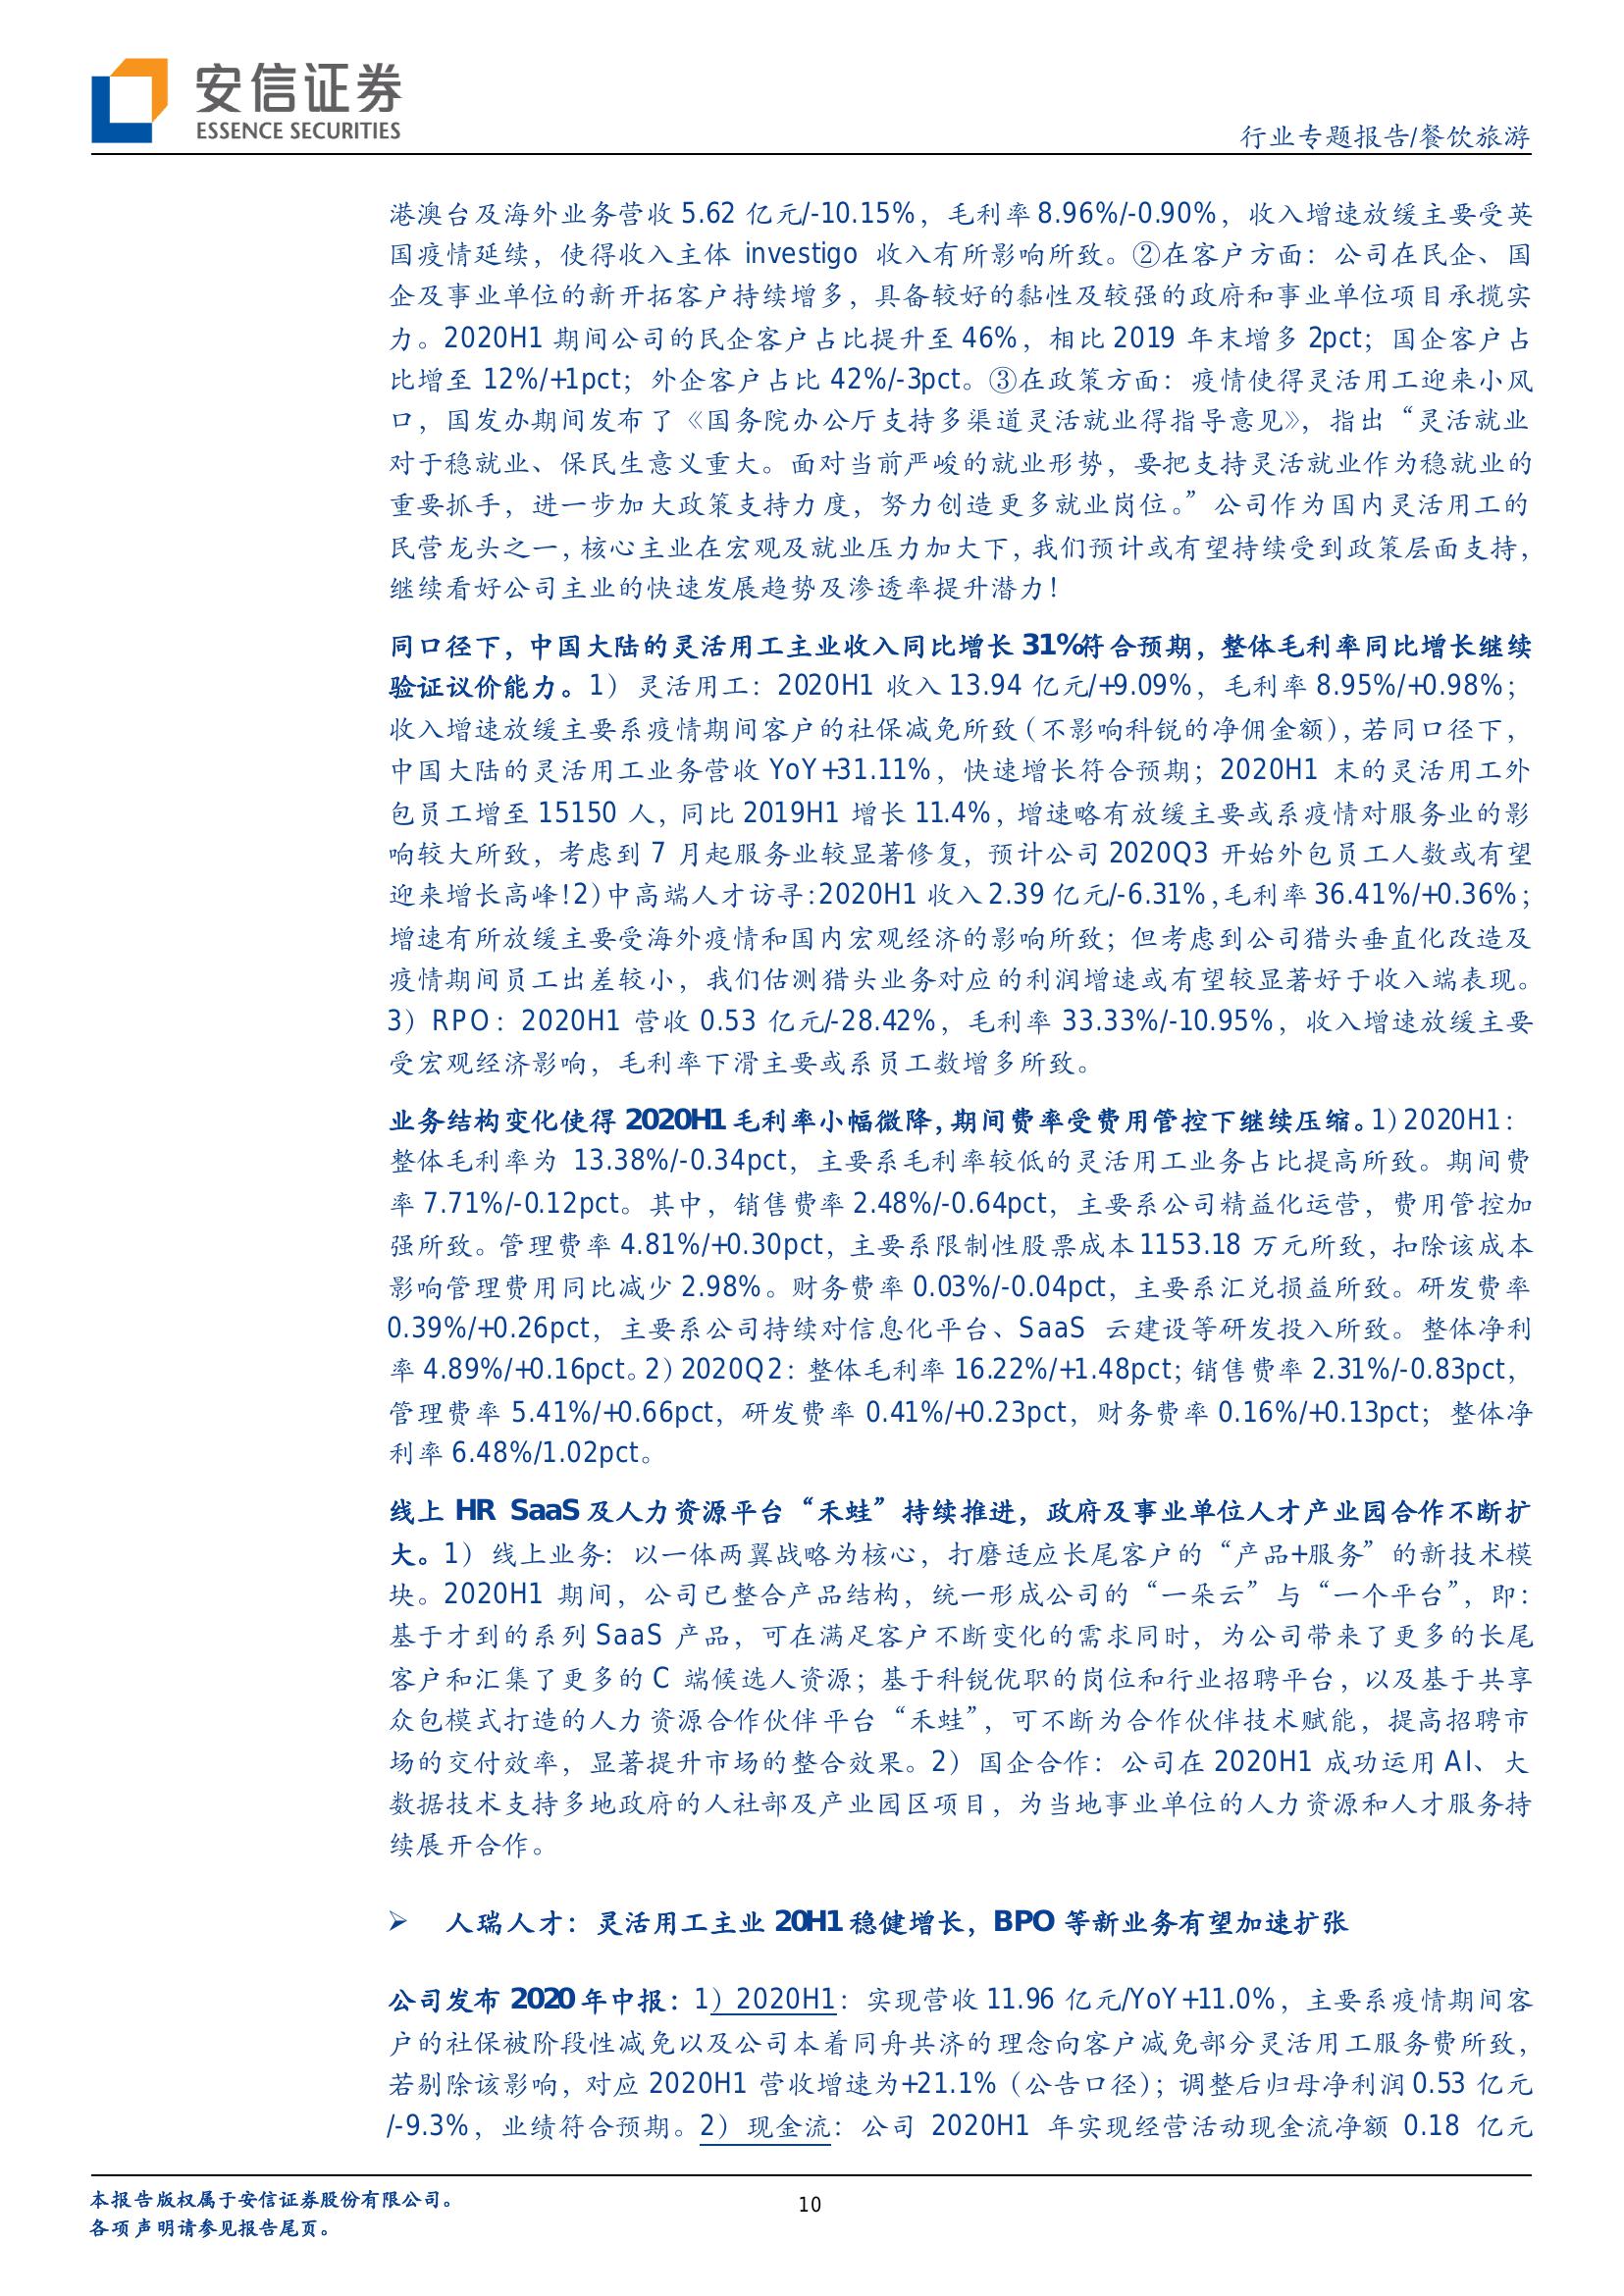 安信证券
ESSENCE SECURITIES
行业专题报告/餐饮旅游
港澳台及海外业务营收 5.62 亿元/-10.15%，毛利率 8.96%/-0.90%，收入增速放缓主要受英
国疫情延续，使得收入主体 investigo 收入有所影响所致。②在客户方面：公司在民企、国
企及事业单位的新开拓客户持续增多，具备较好的黏性及较强的政府和事业单位项目承揽实
力。2020H1 期间公司的民企客户占比提升至 46%，相比 2019 年末增多 2pct；国企客户占
比增至 12%/+1pct；外企客户占比 42%/-3pct。③在政策方面：疫情使得灵活用工迎来小风
口，国发办期间发布了《国务院办公厅支持多渠道灵活就业得指导意见》，指出“灵活就业
对于稳就业、保民生意义重大。面对当前严峻的就业形势，要把支持灵活就业作为稳就业的
重要抓手，进一步加大政策支持力度，努力创造更多就业岗位。”公司作为国内灵活用工的
民营龙头之一，核心主业在宏观及就业压力加大下，我们预计或有望持续受到政策层面支持，
继续看好公司主业的快速发展趋势及渗透率提升潜力！
同口径下，中国大陆的灵活用工主业收入同比增长 31%符合预期，整体毛利率同比增长继续
验证议价能力。1）灵活用工：2020H1 收入 13.94 亿元/+9.09%，毛利率 8.95%/+0.98%；
收入增速放缓主要系疫情期间客户的社保减免所致（不影响科锐的净佣金额），若同口径下，
中国大陆的灵活用工业务营收 YoY+31.11%，快速增长符合预期；2020H1 末的灵活用工外
包员工增至 15150 人，同比 2019H1 增长 11.4%，增速略有放缓主要或系疫情对服务业的影
响较大所致，考虑到 7 月起服务业较显著修复，预计公司 2020Q3 开始外包员工人数或有望
迎来增长高峰！2）中高端人才访寻：2020H1 收入 2.39 亿元/-6.31%，毛利率 36.41%/+0.36%；
增速有所放缓主要受海外疫情和国内宏观经济的影响所致；但考虑到公司猎头垂直化改造及
疫情期间员工出差较小，我们估测猎头业务对应的利润增速或有望较显著好于收入端表现。
3）RPO：2020H1 营收 0.53 亿元/-28.42%，毛利率 33.33%/-10.95%，收入增速放缓主要
受宏观经济影响，毛利率下滑主要或系员工数增多所致。
业务结构变化使得 2020H1 毛利率小幅微降，期间费率受费用管控下继续压缩。1）2020H1：
整体毛利率为 13.38%/-0.34pct，主要系毛利率较低的灵活用工业务占比提高所致。期间费
率 7.71%/-0.12pct。其中，销售费率 2.48%/-0.64pct，主要系公司精益化运营，费用管控加
强所致。管理费率 4.81%/+0.30pct，主要系限制性股票成本 1153.18 万元所致，扣除该成本
影响管理费用同比减少 2.98%。财务费率 0.03%/-0.04pct，主要系汇兑损益所致。研发费率
0.39%/+0.26pct，主要系公司持续对信息化平台、SaaS 云建设等研发投入所致。整体净利
率 4.89%/+0.16pct。2）2020Q2：整体毛利率 16.22%/+1.48pct；销售费率 2.31%/-0.83pct，
管理费率 5.41%/+0.66pct，研发费率 0.41%/+0.23pct，财务费率 0.16%/+0.13pct；整体净
利率 6.48%/1.02pct。
线上 HR SaaS 及人力资源平台“禾蛙”持续推进，政府及事业单位人才产业园合作不断扩
大。1）线上业务：以一体两翼战略为核心，打磨适应长尾客户的“产品+服务”的新技术模
块。2020H1 期间，公司已整合产品结构，统一形成公司的“一朵云”与“一个平台”，即：
基于才到的系列 SaaS 产品，可在满足客户不断变化的需求同时，为公司带来了更多的长尾
客户和汇集了更多的 C 端候选人资源；基于科锐优职的岗位和行业招聘平台，以及基于共享
众包模式打造的人力资源合作伙伴平台“禾蛙”，可不断为合作伙伴技术赋能，提高招聘市
场的交付效率，显著提升市场的整合效果。2）国企合作：公司在 2020H1 成功运用 AI、大
数据技术支持多地政府的人社部及产业园区项目，为当地事业单位的人力资源和人才服务持
续展开合作。
➢ 人瑞人才：灵活用工主业 20H1 稳健增长，BPO 等新业务有望加速扩张
公司发布 2020 年中报：1）2020H1：实现营收 11.96 亿元/YoY+11.0%，主要系疫情期间客
户的社保被阶段性减免以及公司本着同舟共济的理念向客户减免部分灵活用工服务费所致，
若剔除该影响，对应 2020H1 营收增速为+21.1%（公告口径）；调整后归母净利润 0.53 亿元
/-9.3%，业绩符合预期。2）现金流：公司 2020H1 年实现经营活动现金流净额 0.18 亿元
本报告版权属于安信证券股份有限公司。
各项声明请参见报告尾页。
10